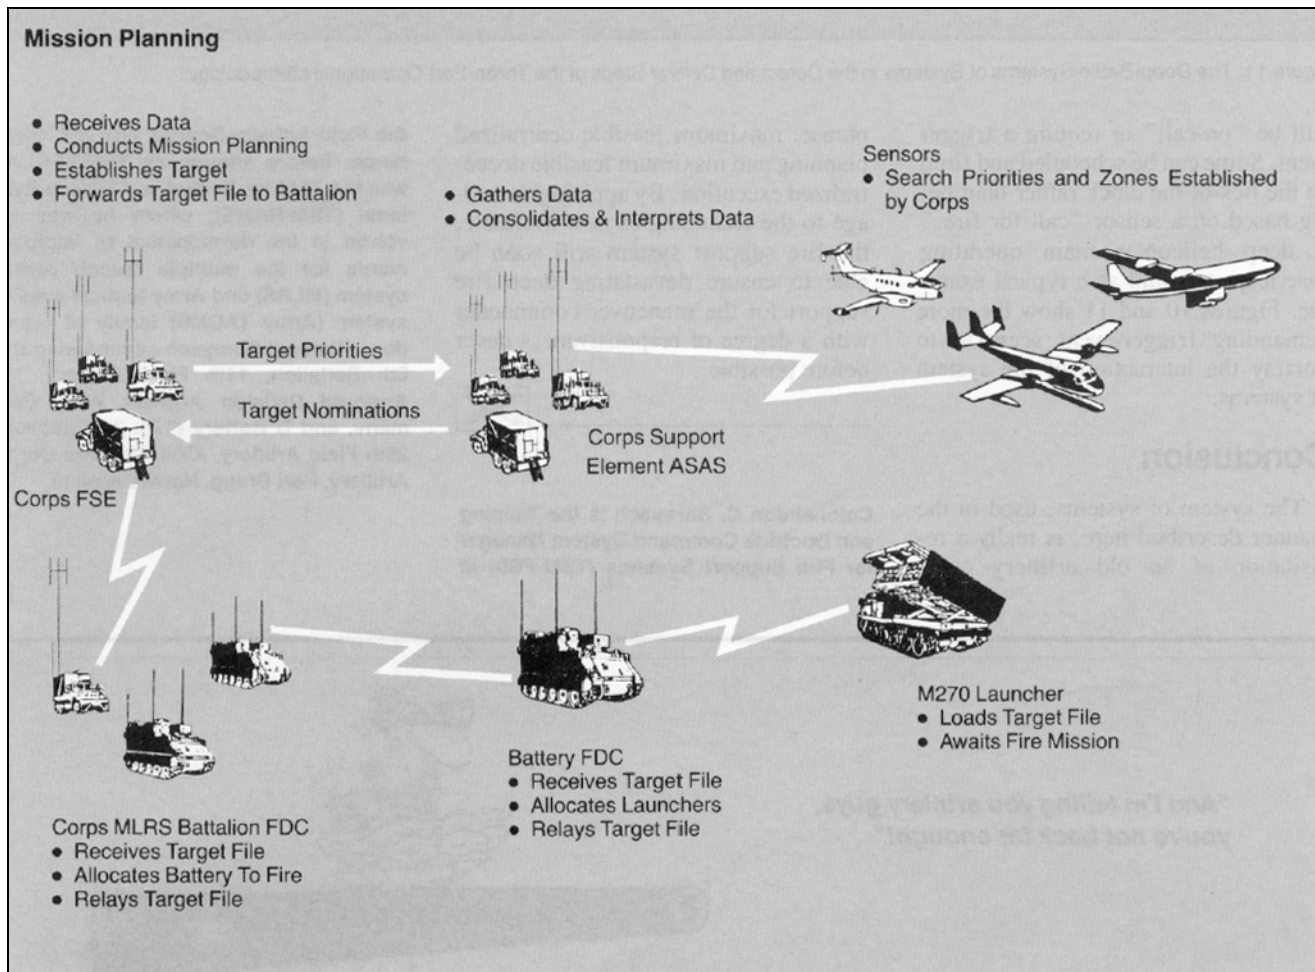 Mission Planning
• Receives Data
• Conducts Mission Planning
• Establishes Target
• Forwards Target File to Battalion
• Gathers Data
• Consolidates & Interprets Data
Sensors
• Search Priorities and Zones Established
by Corps
Target Priorities
Target Nominations
Corps Support
Element ASAS
Corps FSE
M270 Launcher
• Loads Target File
• Awaits Fire Mission
Battery FDC
• Receives Target File
• Allocates Launchers
• Relays Target File
Corps MLRS Battalion FDC
• Receives Target File
• Allocates Battery To Fire
• Relays Target File